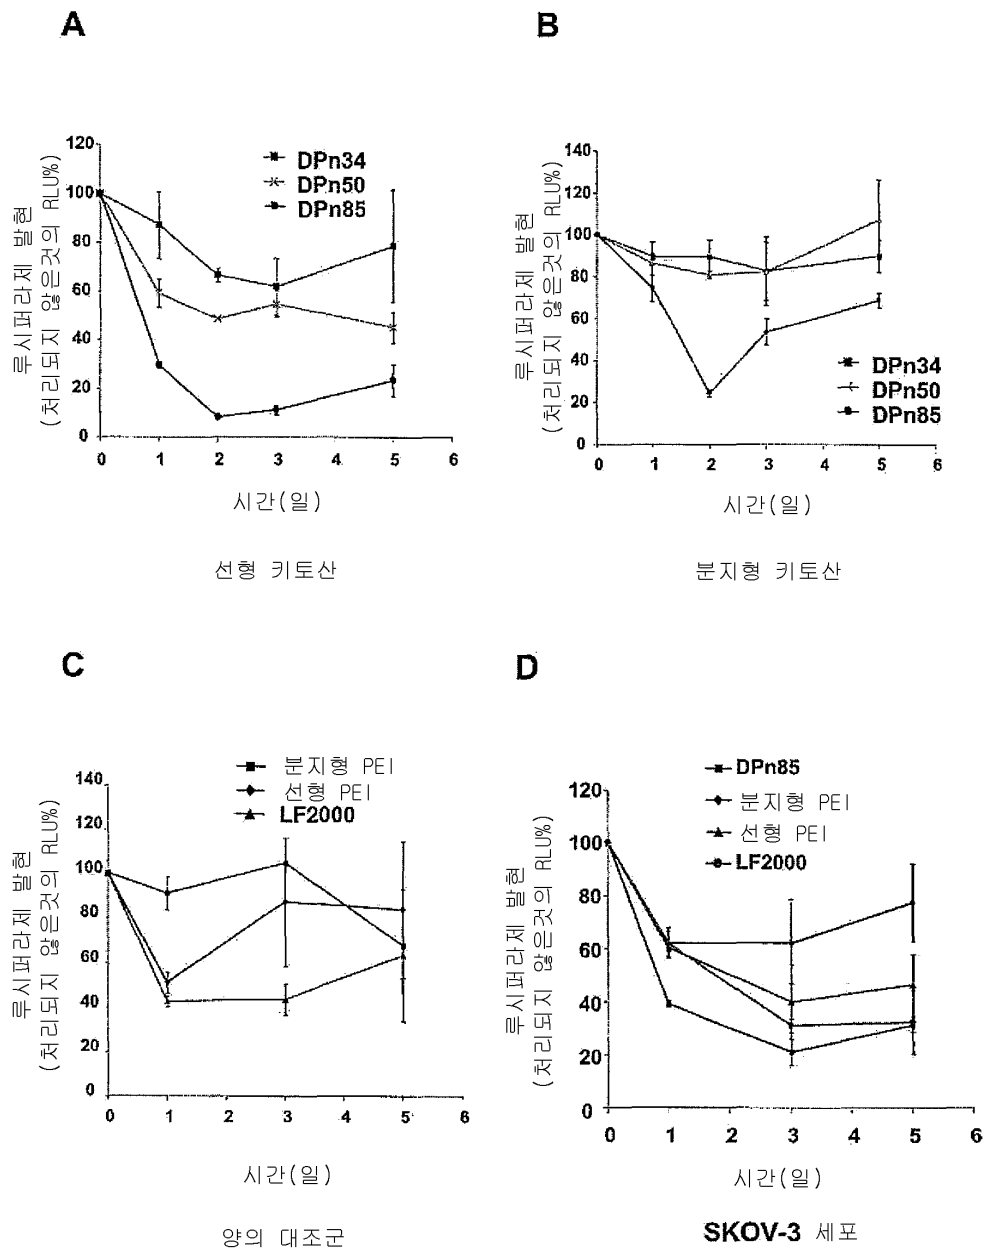 A
120
100
80
60
40
20
0
0 1 2 3 4 5 6
DPn34
DPn50
DPn85
루시퍼라제 발현
(처리되지 않은것의 RLU%)
시간(일)
선형 키토산
B
140
120
100
80
60
40
20
0
0 1 2 3 4 5 6
DPn34
DPn50
DPn85
루시퍼라제 발현
(처리되지 않은것의 RLU%)
시간(일)
분지형 키토산
C
분지형 PEI
선형 PEI
LF2000
140
120
100
80
60
40
20
0
0 1 2 3 4 5 6
루시퍼라제 발현
(처리되지 않은것의 RLU%)
시간(일)
양의 대조군
D
DPn85
분지형 PEI
선형 PEI
LF2000
120
100
80
60
40
20
0
0 1 2 3 4 5 6
루시퍼라제 발현
(처리되지 않은것의 RLU%)
시간(일)
SKOV-3 세포